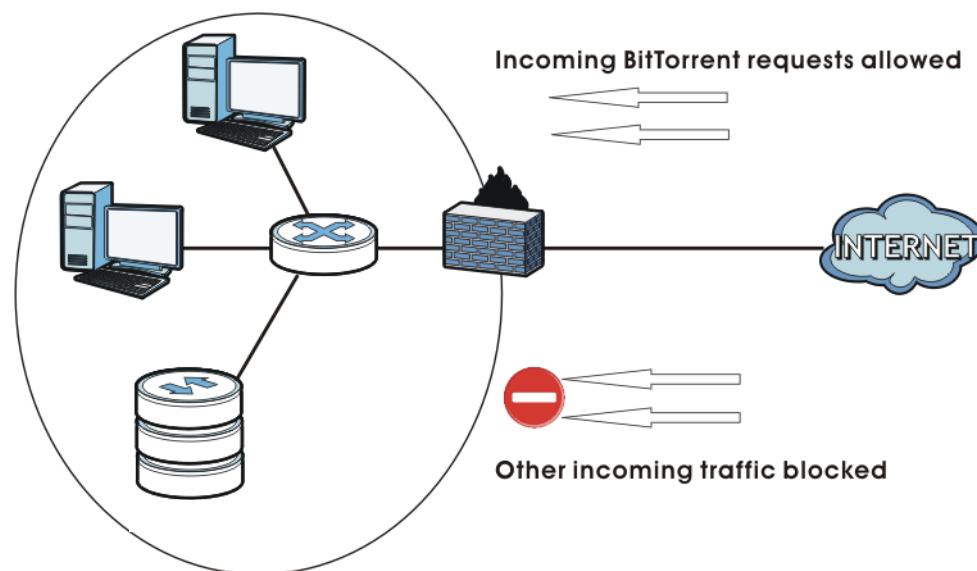 Incoming BitTorrent requests allowed
INTERNET
Other incoming traffic blocked